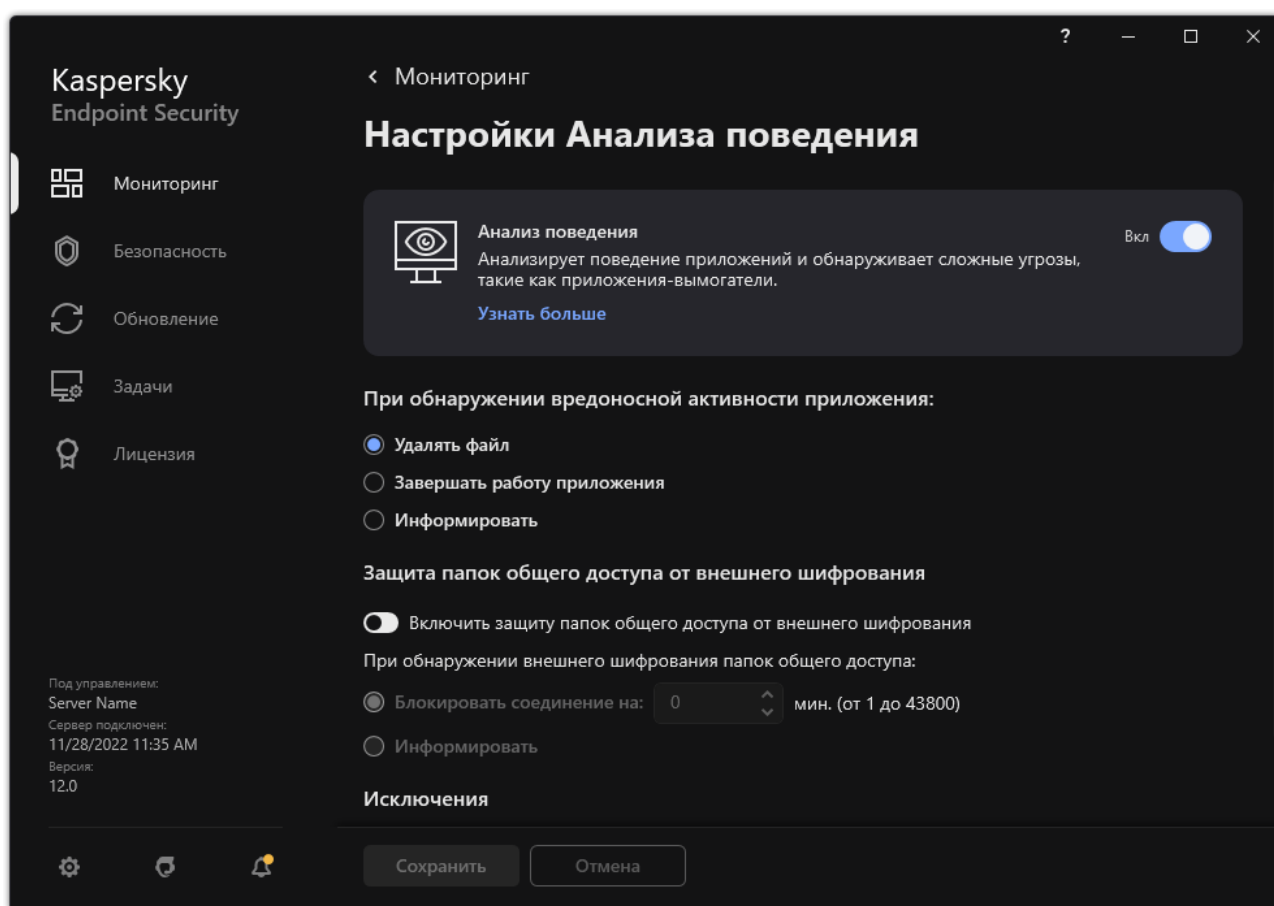 ?
Kaspersky
Endpoint Security
Мониторинг
Безопасность
Обновление
Задачи
Лицензия
Под управлением:
Server Name
Сервер подключен:
11/28/2022 11:35 AM
Версия:
12.0
Мониторинг
Настройки Анализа поведения
Анализ поведения
Вкл
Анализирует поведение приложений и обнаруживает сложные угрозы,
такие как приложения-вымогатели.
Узнать больше
При обнаружении вредоносной активности приложения:
Удалять файл
Завершать работу приложения
Информировать
Защита папок общего доступа от внешнего шифрования
Включить защиту папок общего доступа от внешнего шифрования
При обнаружении внешнего шифрования папок общего доступа:
Блокировать соединение на: 0 мин. (от 1 до 43800)
Информировать
Исключения
Сохранить
Отмена